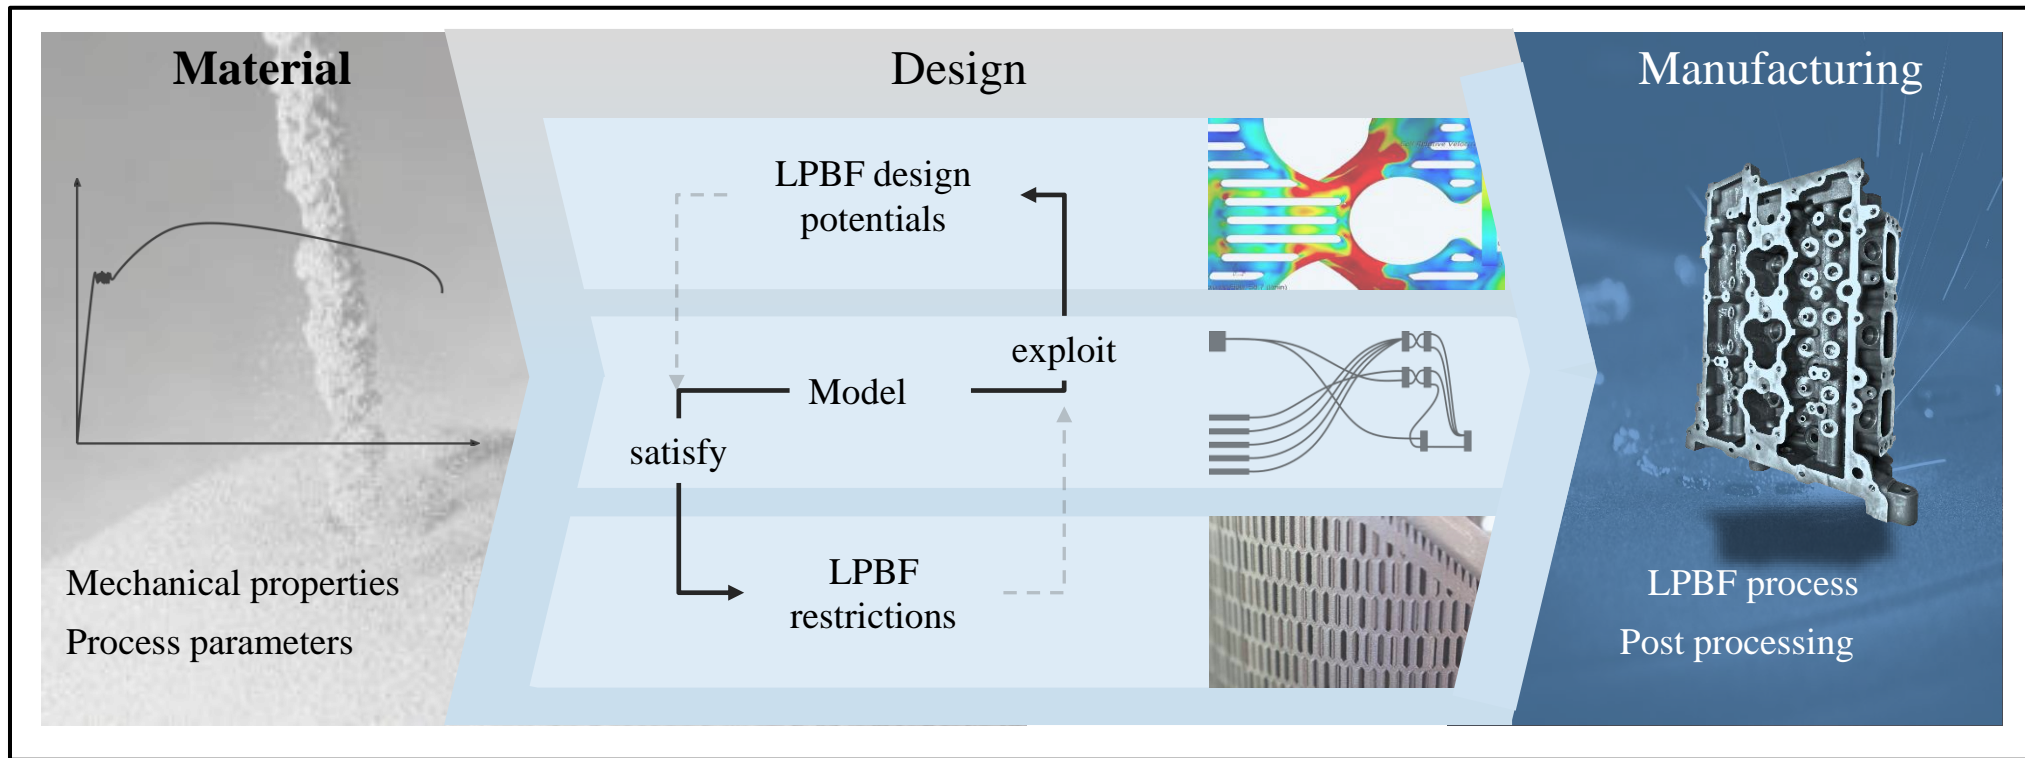 Material
Design
Manufacturing
LPBF design
potentials
exploit
Model
satisfy
LPBF
restrictions
Mechanical properties
Process parameters
LPBF process
Post processing